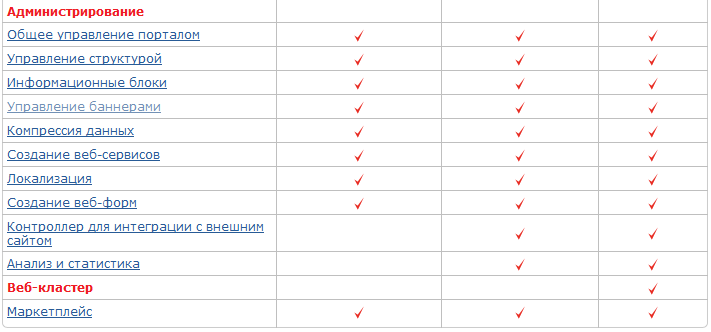 Администрирование
Общее управление порталом
Управление структурой
Информационные блоки
Управление баннерами
Компрессия данных
Создание веб-сервисов
Локализация
Создание веб-форм
Контроллер для интеграции с внешним
сайтом
Анализ и статистика
Веб-кластер
Маркетплейс